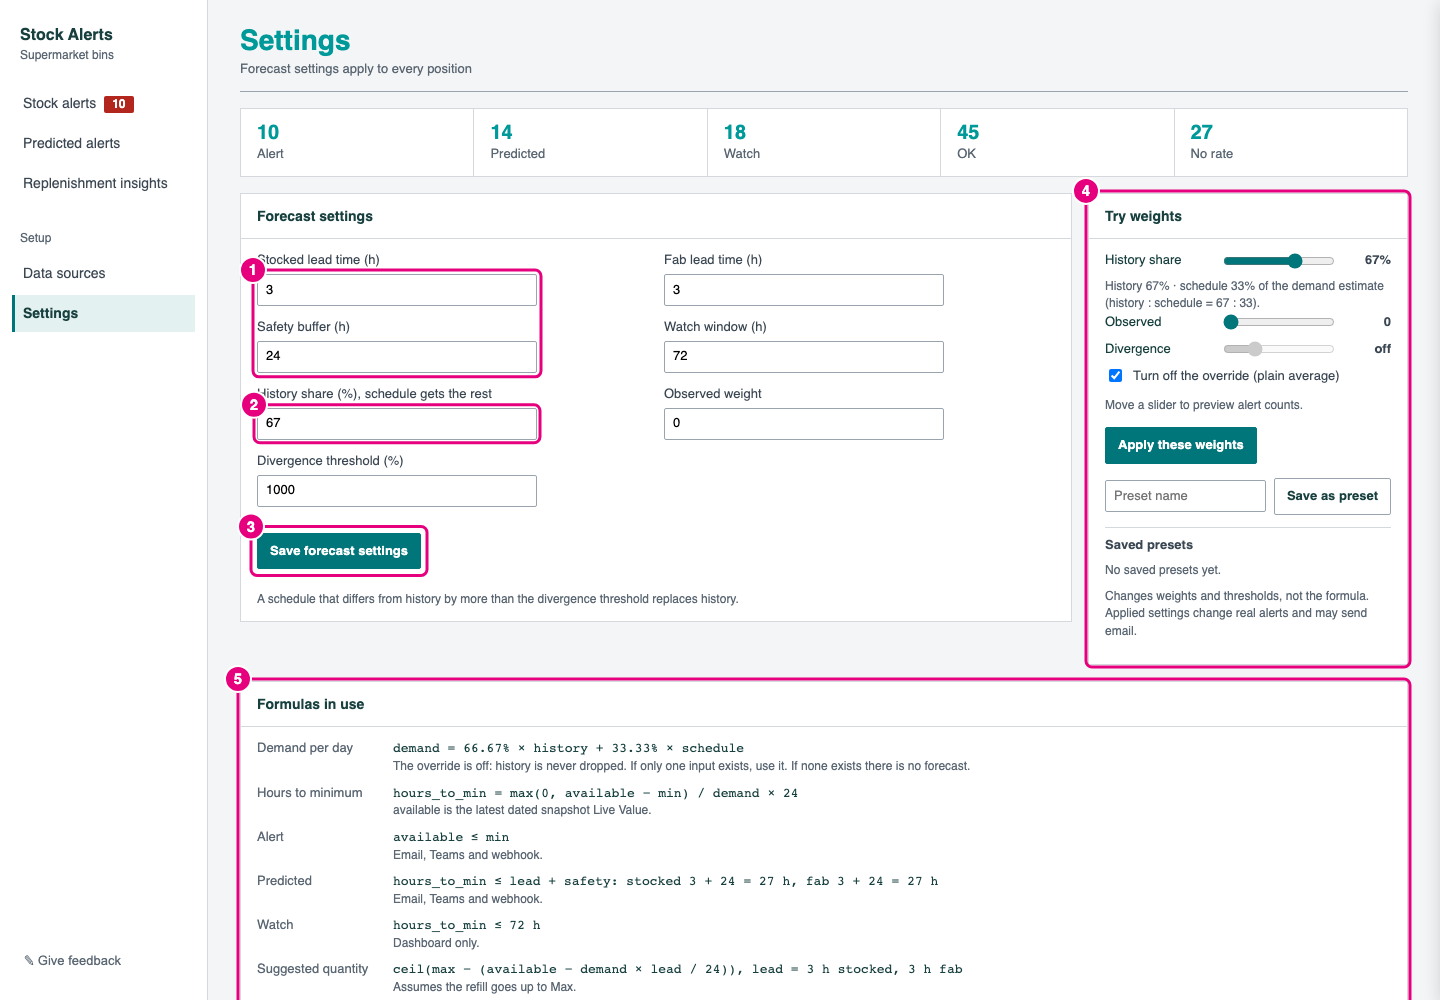 Stock Alerts
Supermarket bins
Stock alerts 10
Predicted alerts
Replenishment insights
Setup
Data sources
Settings
✎ Give feedback
Settings
Forecast settings apply to every position
10
Alert
14
Predicted
18
Watch
45
OK
27
No rate
Forecast settings
1
Stocked lead time (h)
3
Fab lead time (h)
3
Safety buffer (h)
24
Watch window (h)
72
2
History share (%), schedule gets the rest
67
Observed weight
0
Divergence threshold (%)
1000
3
Save forecast settings
A schedule that differs from history by more than the divergence threshold replaces history.
4
Try weights
History share 67%
History 67% · schedule 33% of the demand estimate
(history : schedule = 67 : 33).
Observed 0
Divergence off
Turn off the override (plain average)
Move a slider to preview alert counts.
Apply these weights
Preset name
Save as preset
Saved presets
No saved presets yet.
Changes weights and thresholds, not the formula.
Applied settings change real alerts and may send
email.
5
Formulas in use
Demand per day demand = 66.67% × history + 33.33% × schedule
The override is off: history is never dropped. If only one input exists, use it. If none exists there is no forecast.
Hours to minimum hours_to_min = max(0, available − min) / demand × 24
available is the latest dated snapshot Live Value.
Alert available ≤ min
Email, Teams and webhook.
Predicted hours_to_min ≤ lead + safety: stocked 3 + 24 = 27 h, fab 3 + 24 = 27 h
Email, Teams and webhook.
Watch hours_to_min ≤ 72 h
Dashboard only.
Suggested quantity ceil(max − (available − demand × lead / 24)), lead = 3 h stocked, 3 h fab
Assumes the refill goes up to Max.